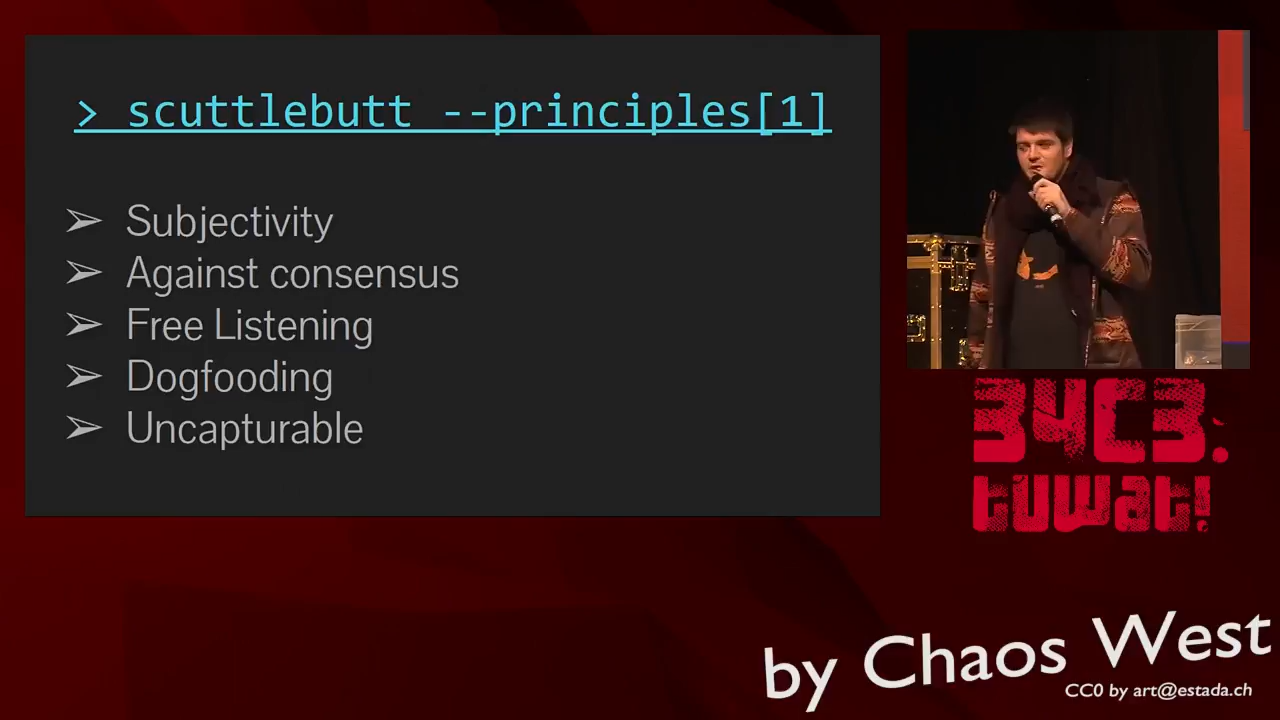 > scuttlebutt --principles[1]
➢ Subjectivity
➢ Against consensus
➢ Free Listening
➢ Dogfooding
➢ Uncapturable
34C3:
tuwat!
by Chaos West
CC0 by art@estada.ch